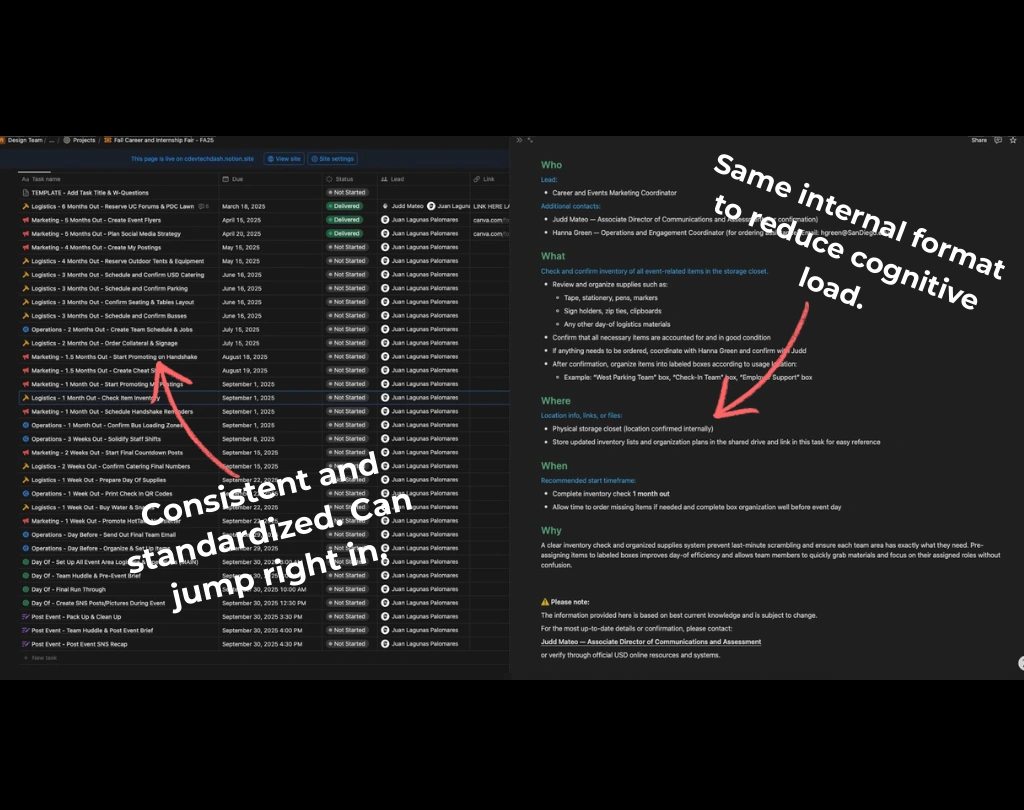 Design Team / ... / Projects / Fall Career and Internship Fair - FA25
This page is live on cdevtechdash.notion.site View site Site settings
Aa Task name Due Status Lead Link
TEMPLATE - Add Task Title & W-Questions Not Started
Logistics - 6 Months Out - Reserve UC Forums & PDC Lawn 6 March 18, 2025 Delivered Judd Mateo Juan Laguna LINK HERE LA
Marketing - 5 Months Out - Create Event Flyers April 15, 2025 Delivered Juan Lagunas Palomares canva.com/
Marketing - 5 Months Out - Plan Social Media Strategy April 20, 2025 Delivered Juan Lagunas Palomares canva.com/
Marketing - 4 Months Out - Create My Postings May 15, 2025 Not Started Juan Lagunas Palomares
Logistics - 4 Months Out - Reserve Outdoor Tents & Equipment May 15, 2025 Not Started Juan Lagunas Palomares
Logistics - 3 Months Out - Schedule and Confirm USD Catering June 16, 2025 Not Started Juan Lagunas Palomares
Logistics - 3 Months Out - Schedule and Confirm Parking June 16, 2025 Not Started Juan Lagunas Palomares
Logistics - 3 Months Out - Confirm Seating & Tables Layout June 16, 2025 Not Started Juan Lagunas Palomares
Logistics - 3 Months Out - Schedule and Confirm Busses June 16, 2025 Not Started Juan Lagunas Palomares
Operations - 2 Months Out - Create Team Schedule & Jobs July 15, 2025 Not Started Juan Lagunas Palomares
Logistics - 2 Months Out - Order Collateral & Signage July 15, 2025 Not Started Juan Lagunas Palomares
Marketing - 1.5 Months Out - Start Promoting on Handshake August 18, 2025 Not Started Juan Lagunas Palomares
Marketing - 1.5 Months Out - Create Cheat August 19, 2025 Not Started Juan Lagunas Palomares
Marketing - 1 Month Out - Start Promoting My Postings September 1, 2025 Not Started Juan Lagunas Palomares
Logistics - 1 Month Out - Check Item Inventory September 1, 2025 Not Started Juan Lagunas Palomares
Marketing - 1 Month Out - Schedule Handshake Reminders September 1, 2025 Not Started Juan Lagunas Palomares
Operations - 1 Month Out - Confirm Bus Loading Zones September 1, 2025 Not Started Juan Lagunas Palomares
Operations - 3 Weeks Out - Solidify Staff Shifts September 8, 2025 Not Started Juan Lagunas Palomares
Marketing - 2 Weeks Out - Start Final Countdown Posts September 15, 2025 Not Started Juan Lagunas Palomares
Logistics - 2 Weeks Out - Confirm Catering Final Numbers September 15, 2025 Not Started Juan Lagunas Palomares
Logistics - 1 Week Out - Prepare Day Of Supplies September 22, 2025 Not Started Juan Lagunas Palomares
Operations - 1 Week Out - Print Check In QR Codes Not Started Juan Lagunas Palomares
Logistics - 1 Week Out - Buy Water & Juan Lagunas Palomares
Marketing - 1 Week Out - Promote Juan Lagunas Palomares
Operations - Day Before - Send Out Final Team Email Juan Lagunas Palomares
Operations - Day Before - Organize & Set Up Not Started Juan Lagunas Palomares
Day Of - Set Up All Event Area (MAIN) Not Started Juan Lagunas Palomares
Day Of - Team Huddle & Pre-Event Brief September 30, Not Started Juan Lagunas Palomares
Day Of - Final Run Through September 30, 2025 10:00 AM Not Started Juan Lagunas Palomares
Day Of - Create SNS Posts/Pictures During Event September 30, 2025 12:30 PM Not Started Juan Lagunas Palomares
Post Event - Pack Up & Clean Up September 30, 2025 3:30 PM Not Started Juan Lagunas Palomares
Post Event - Team Huddle & Post Event Brief September 30, 2025 4:00 PM Not Started Juan Lagunas Palomares
Post Event - Post Event SNS Recap September 30, 2025 4:30 PM Not Started Juan Lagunas Palomares
+ New task
Consistent and
standardized. Can
jump right in.
Share
Who
Lead:
Career and Events Marketing Coordinator
Additional contacts:
Judd Mateo — Associate Director of Communications and confirmation)
Hanna Green — Operations and Engagement Coordinator (for ordering Email: hgreen@SanDiego
What
Check and confirm inventory of all event-related items in the storage closet.
Review and organize supplies such as:
Tape, stationery, pens, markers
Sign holders, zip ties, clipboards
Any other day-of logistics materials
Confirm that all necessary items are accounted for and in good condition
If anything needs to be ordered, coordinate with Hanna Green and confirm with Judd
After confirmation, organize items into labeled boxes according to usage location:
Example: “West Parking Team” box, “Check-In Team” box, “Employer Support” box
Where
Location info, links, or files:
Physical storage closet (location confirmed internally)
Store updated inventory lists and organization plans in the shared drive and link in this task for easy reference
When
Recommended start timeframe:
Complete inventory check 1 month out
Allow time to order missing items if needed and complete box organization well before event day
Why
A clear inventory check and organized supplies system prevent last-minute scrambling and ensure each team area has exactly what they need. Pre-
assigning items to labeled boxes improves day-of efficiency and allows team members to quickly grab materials and focus on their assigned roles without
confusion.
⚠️ Please note:
The information provided here is based on best current knowledge and is subject to change.
For the most up-to-date details or confirmation, please contact:
Judd Mateo — Associate Director of Communications and Assessment
or verify through official USD online resources and systems.
Same internal format
to reduce cognitive
load.